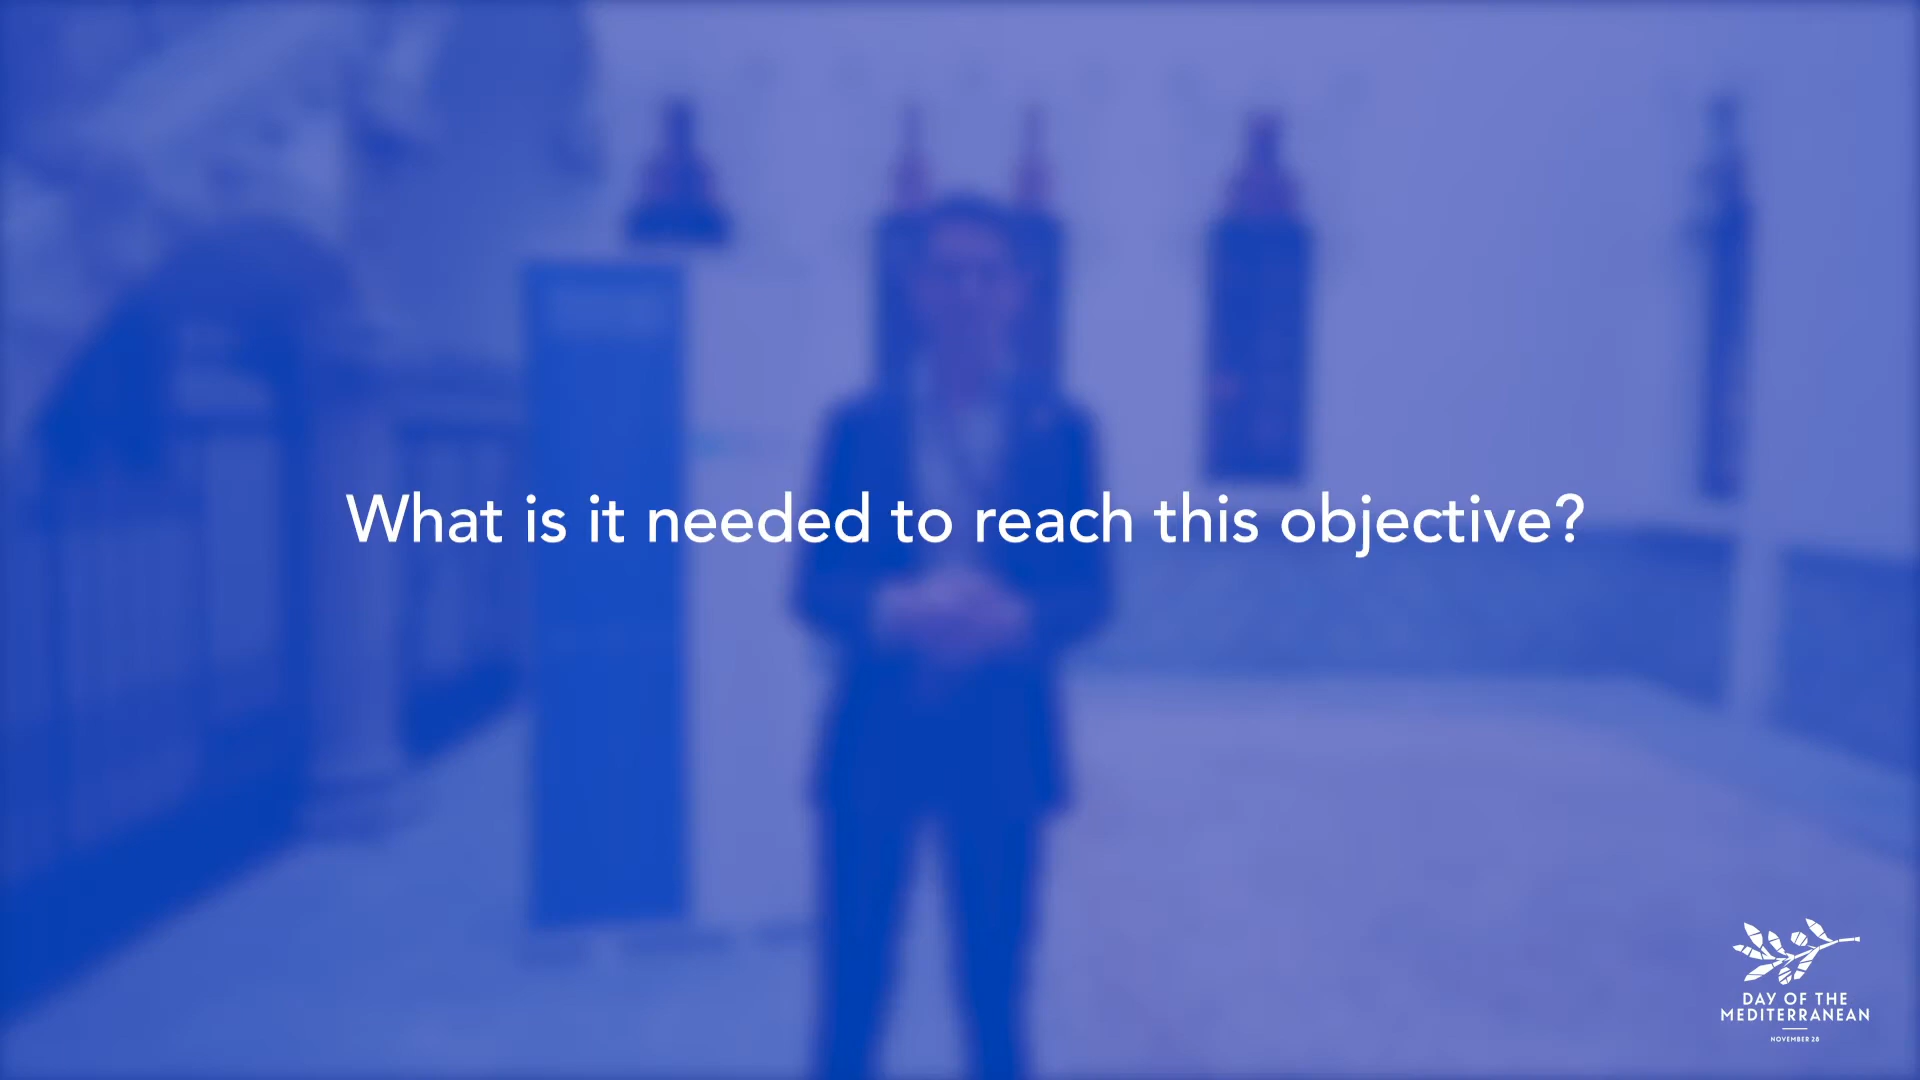 What is it needed to reach this objective?
DAY OF THE
MEDITERRANEAN
NOVEMBER 28